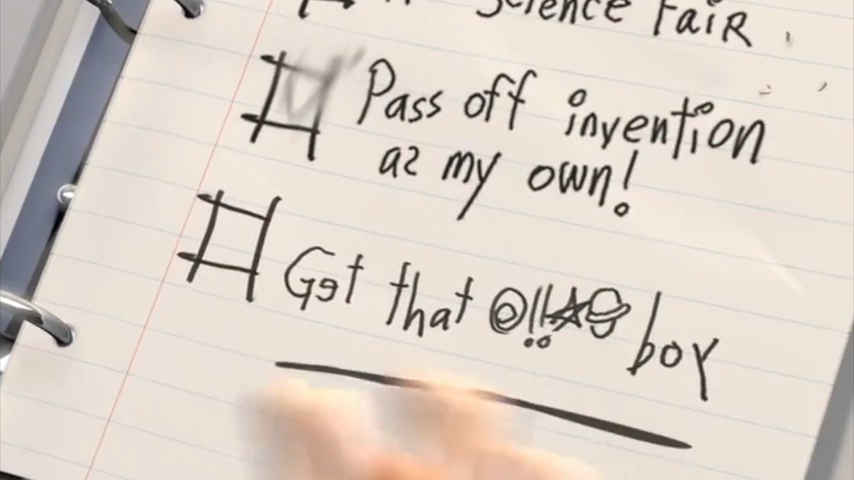 Science Fair.
Pass off invention
as my own!
Get that @!!★ boy